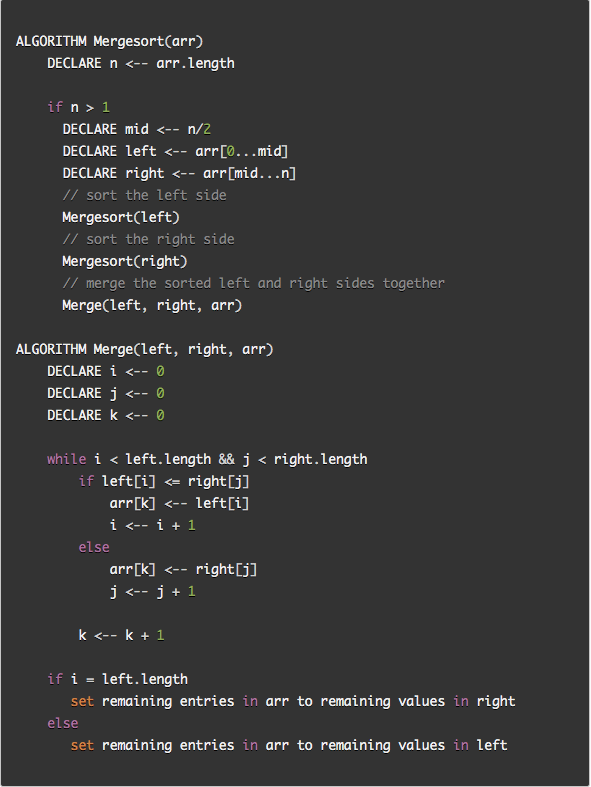 ALGORITHM Mergesort(arr)
    DECLARE n <-- arr.length

    if n > 1
      DECLARE mid <-- n/2
      DECLARE left <-- arr[0...mid]
      DECLARE right <-- arr[mid...n]
      // sort the left side
      Mergesort(left)
      // sort the right side
      Mergesort(right)
      // merge the sorted left and right sides together
      Merge(left, right, arr)

ALGORITHM Merge(left, right, arr)
    DECLARE i <-- 0
    DECLARE j <-- 0
    DECLARE k <-- 0

    while i < left.length && j < right.length
        if left[i] <= right[j]
            arr[k] <-- left[i]
            i <-- i + 1
        else
            arr[k] <-- right[j]
            j <-- j + 1

        k <-- k + 1

    if i = left.length
       set remaining entries in arr to remaining values in right
    else
       set remaining entries in arr to remaining values in left